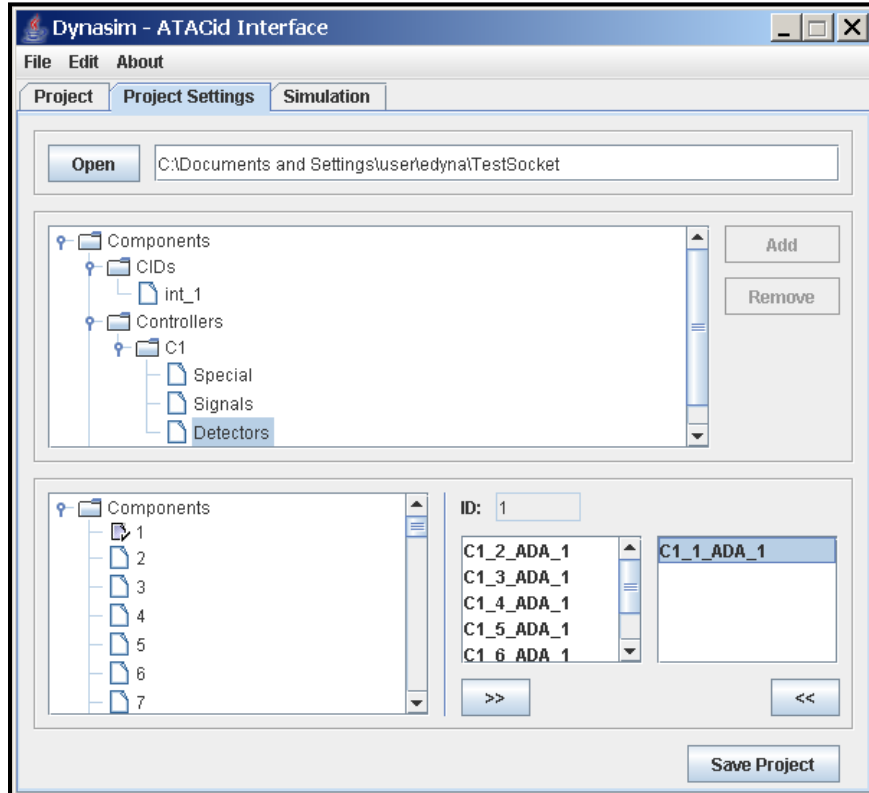 Dynasim - ATACid Interface
File Edit About
Project Project Settings Simulation
Open C:\Documents and Settings\user\edyna\TestSocket
Components
CIDs
int_1
Controllers
C1
Special
Signals
Detectors
Add
Remove
Components
1
2
3
4
5
6
7
ID: 1
C1_2_ADA_1
C1_3_ADA_1
C1_4_ADA_1
C1_5_ADA_1
C1_6_ADA_1
C1_1_ADA_1
>> <<
Save Project